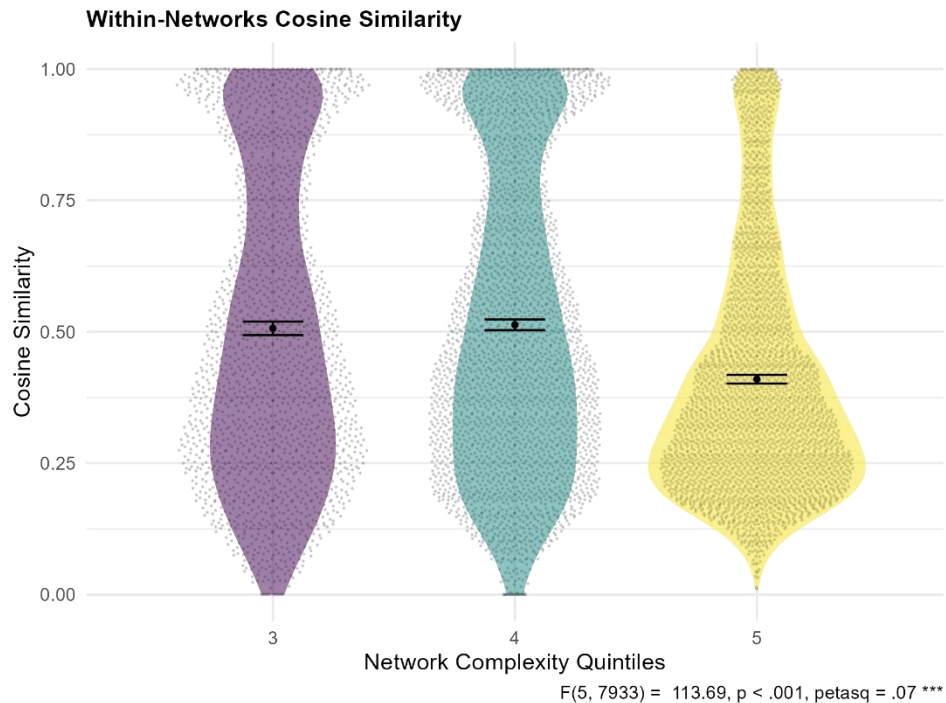 Within-Networks Cosine Similarity
1.00
0.75
0.50
0.25
0.00
Cosine Similarity
3 4 5
Network Complexity Quintiles
F(5, 7933) =  113.69, p < .001, petasq = .07 ***